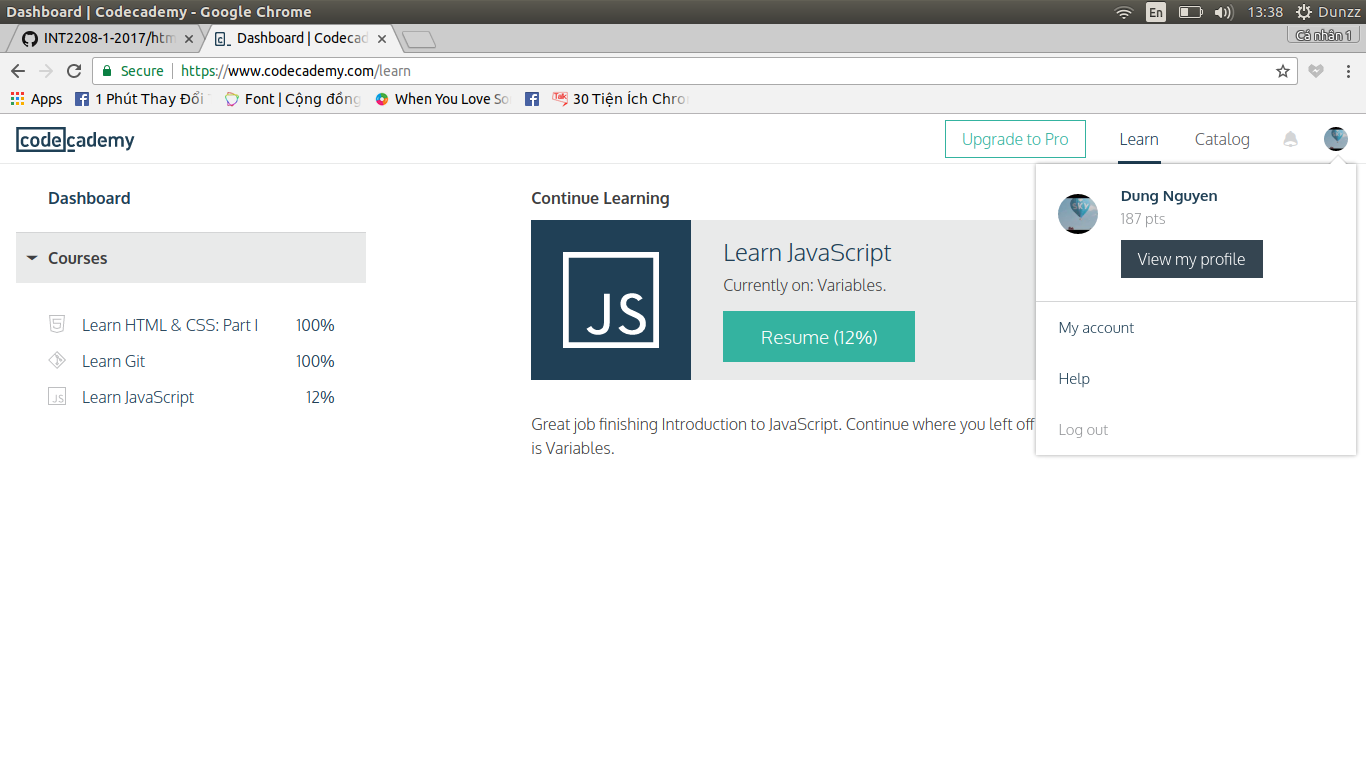 Dashboard | Codecademy - Google Chrome
En
13:38
Dunzz
INT2208-1-2017/htm
Dashboard | Codecad
Cá nhân 1
Secure
https://www.codecademy.com/learn
Apps
1 Phút Thay Đổi
Font | Cộng đồng
When You Love So
30 Tiện Ích Chro
codecademy
Upgrade to Pro
Learn
Catalog
Dashboard
Courses
Learn HTML & CSS: Part I 100%
Learn Git 100%
Learn JavaScript 12%
Continue Learning
JS
Learn JavaScript
Currently on: Variables.
Resume (12%)
Great job finishing Introduction to JavaScript. Continue where you left off
is Variables.
Dung Nguyen
187 pts
View my profile
My account
Help
Log out